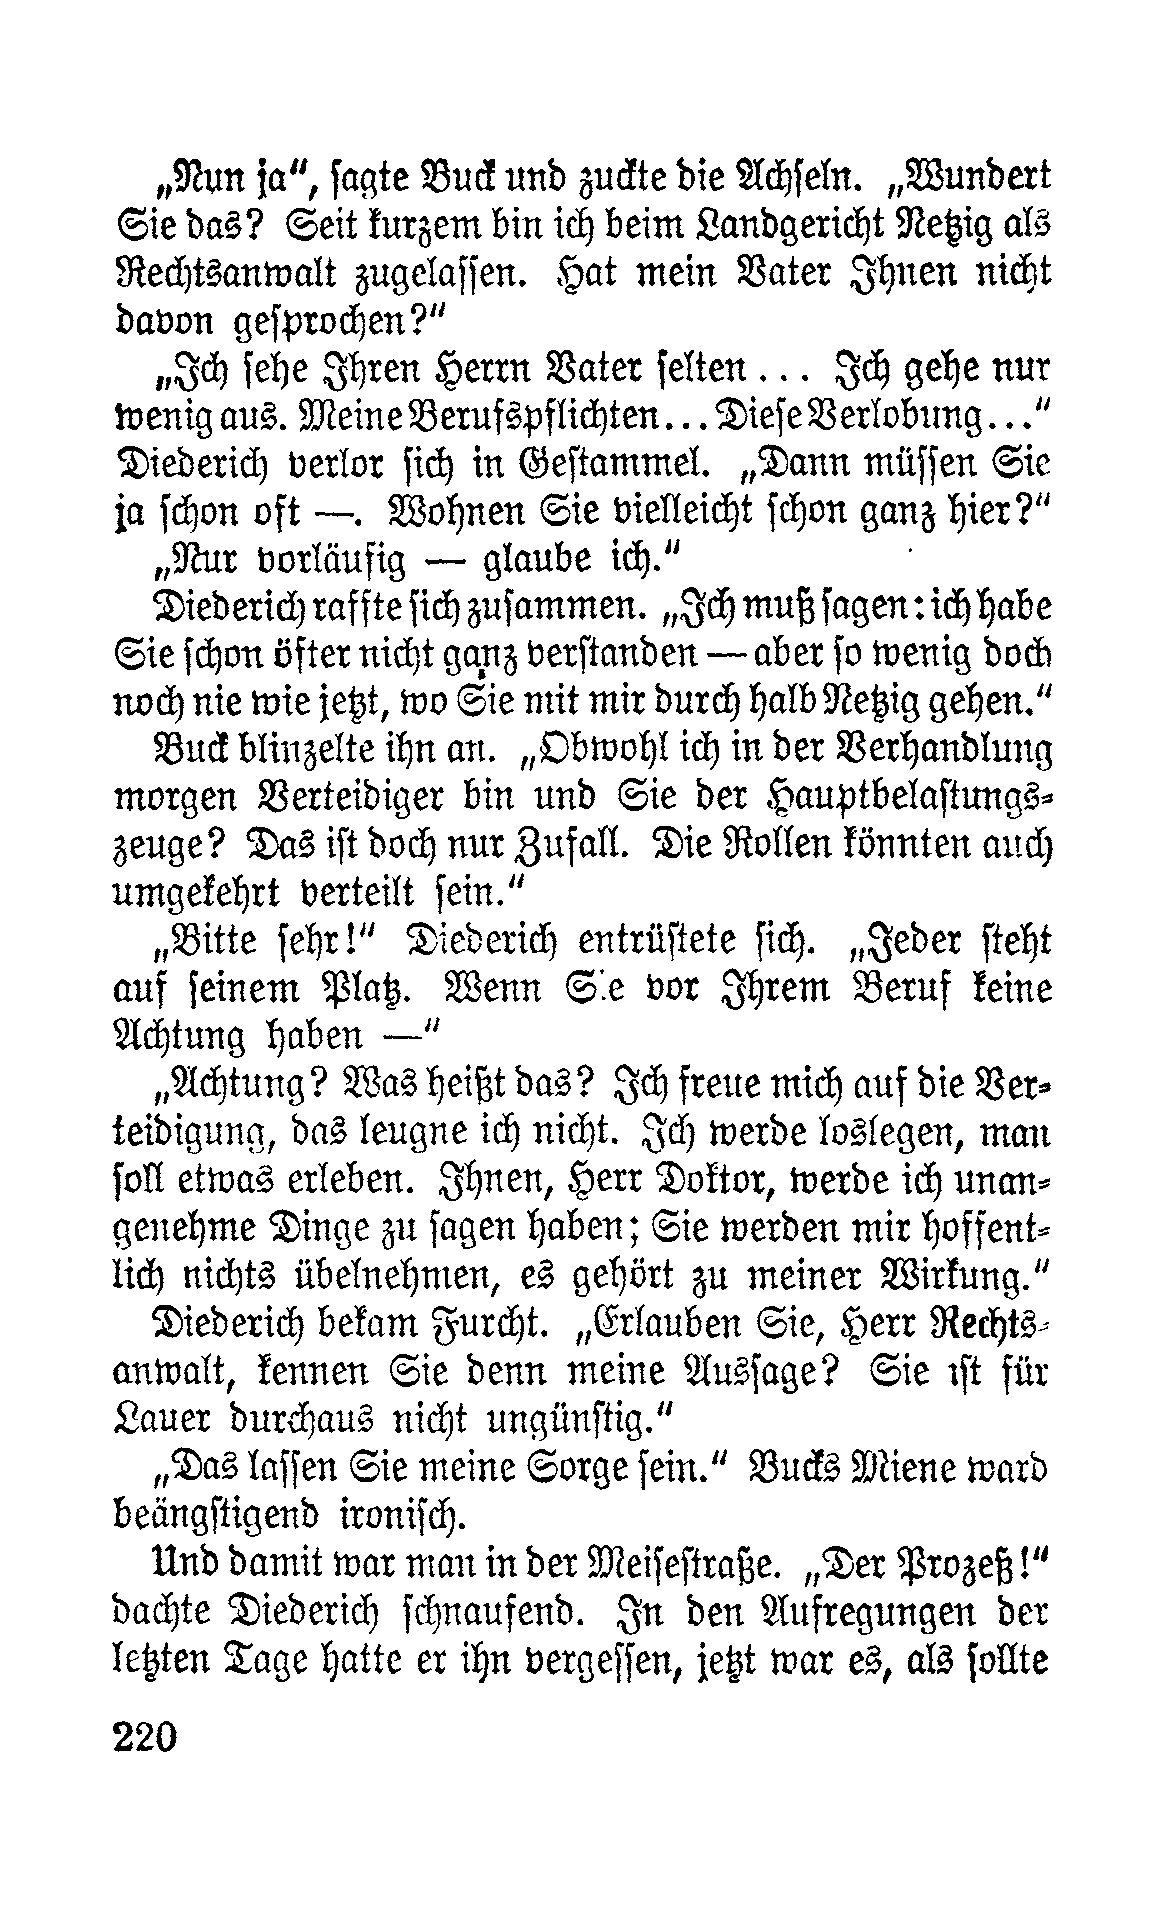 „Nun ja“, ſagte Buck und zuckte die Achſeln. „Wundert
Sie das? Seit kurzem bin ich beim Landgericht Netzig als
Rechtsanwalt zugelaſſen. Hat mein Vater Ihnen nicht
davon geſprochen?“
„Ich ſehe Ihren Herrn Vater ſelten ... Ich gehe nur
wenig aus. Meine Berufspflichten... Dieſe Verlobung...“
Diederich verlor ſich in Geſtammel. „Dann müſſen Sie
ja ſchon oft —. Wohnen Sie vielleicht ſchon ganz hier?“
„Nur vorläufig — glaube ich.“
Diederich raffte ſich zuſammen. „Ich muß ſagen: ich habe
Sie ſchon öfter nicht ganz verſtanden — aber ſo wenig doch
noch nie wie jetzt, wo Sie mit mir durch halb Netzig gehen.“
Buck blinzelte ihn an. „Obwohl ich in der Verhandlung
morgen Verteidiger bin und Sie der Hauptbelaſtungs-
zeuge? Das iſt doch nur Zufall. Die Rollen könnten auch
umgekehrt verteilt ſein.“
„Bitte ſehr!“ Diederich entrüſtete ſich. „Jeder ſteht
auf ſeinem Platz. Wenn Sie vor Ihrem Beruf keine
Achtung haben —“
„Achtung? Was heißt das? Ich freue mich auf die Ver-
teidigung, das leugne ich nicht. Ich werde loslegen, man
ſoll etwas erleben. Ihnen, Herr Doktor, werde ich unan-
genehme Dinge zu ſagen haben; Sie werden mir hoffent-
lich nichts übelnehmen, es gehört zu meiner Wirkung.“
Diederich bekam Furcht. „Erlauben Sie, Herr Rechts-
anwalt, kennen Sie denn meine Ausſage? Sie iſt für
Lauer durchaus nicht ungünſtig.“
„Das laſſen Sie meine Sorge ſein.“ Bucks Miene ward
beängſtigend ironiſch.
Und damit war man in der Meiſeſtraße. „Der Prozeß!“
dachte Diederich ſchnaufend. In den Aufregungen der
letzten Tage hatte er ihn vergeſſen, jetzt war es, als ſollte
220